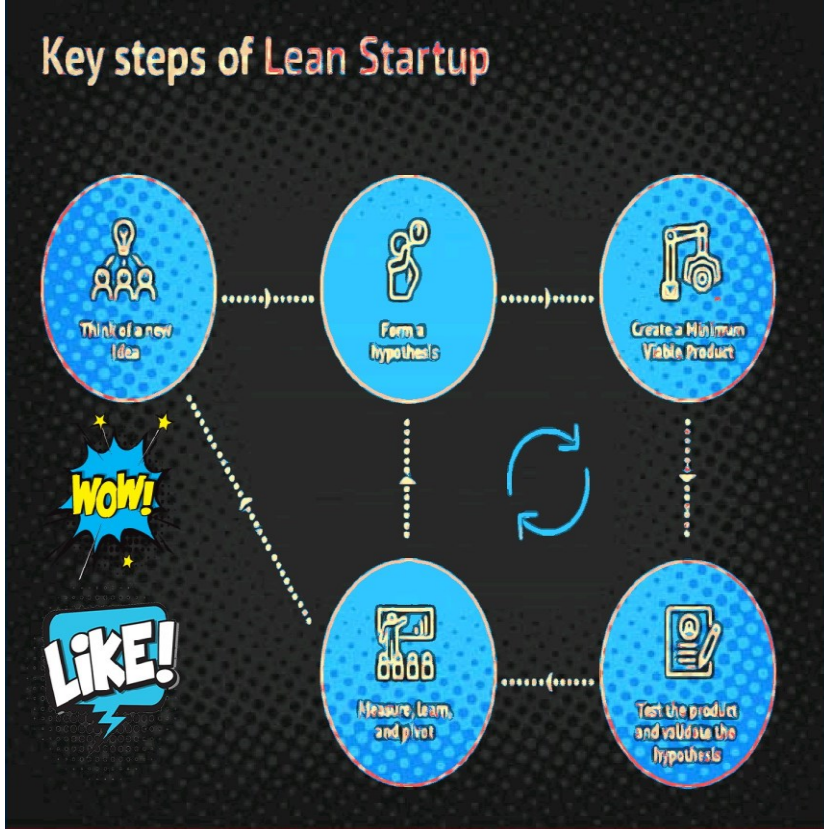 Key steps of Lean Startup
Think of a new
Idea
Form a
hypothesis
Create a Minimum
Viable Product
WOW!
LiKE!
Measure, learn,
and pivot
Test the product
and validate the
hypothesis